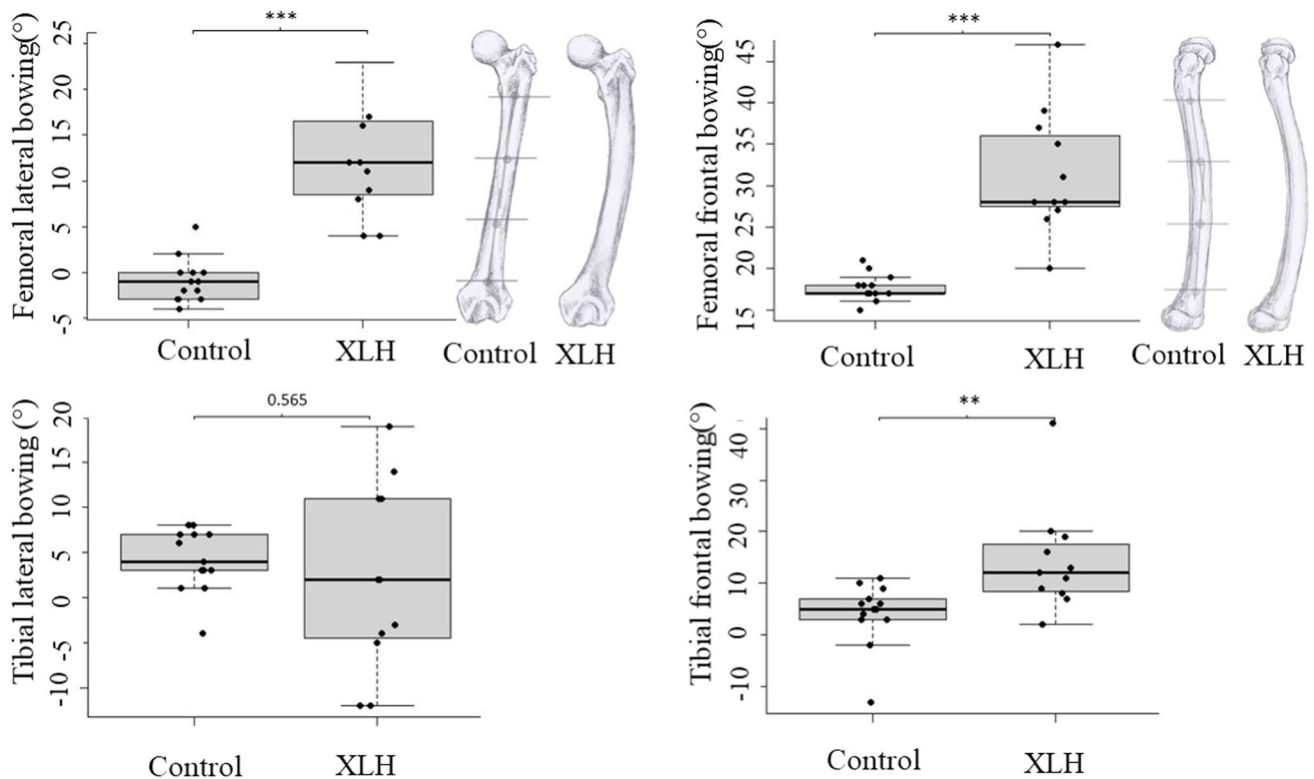 Femoral lateral bowing(°)
25
20
15
10
5
0
-5
***
Control
XLH
Control
XLH
Femoral frontal bowing(°)
45
40
35
30
25
20
15
***
Control
XLH
Control
XLH
Tibial lateral bowing (°)
20
15
10
5
0
-5
-10
0.565
Control
XLH
Tibial frontal bowing(°)
40
30
20
10
0
-10
**
Control
XLH